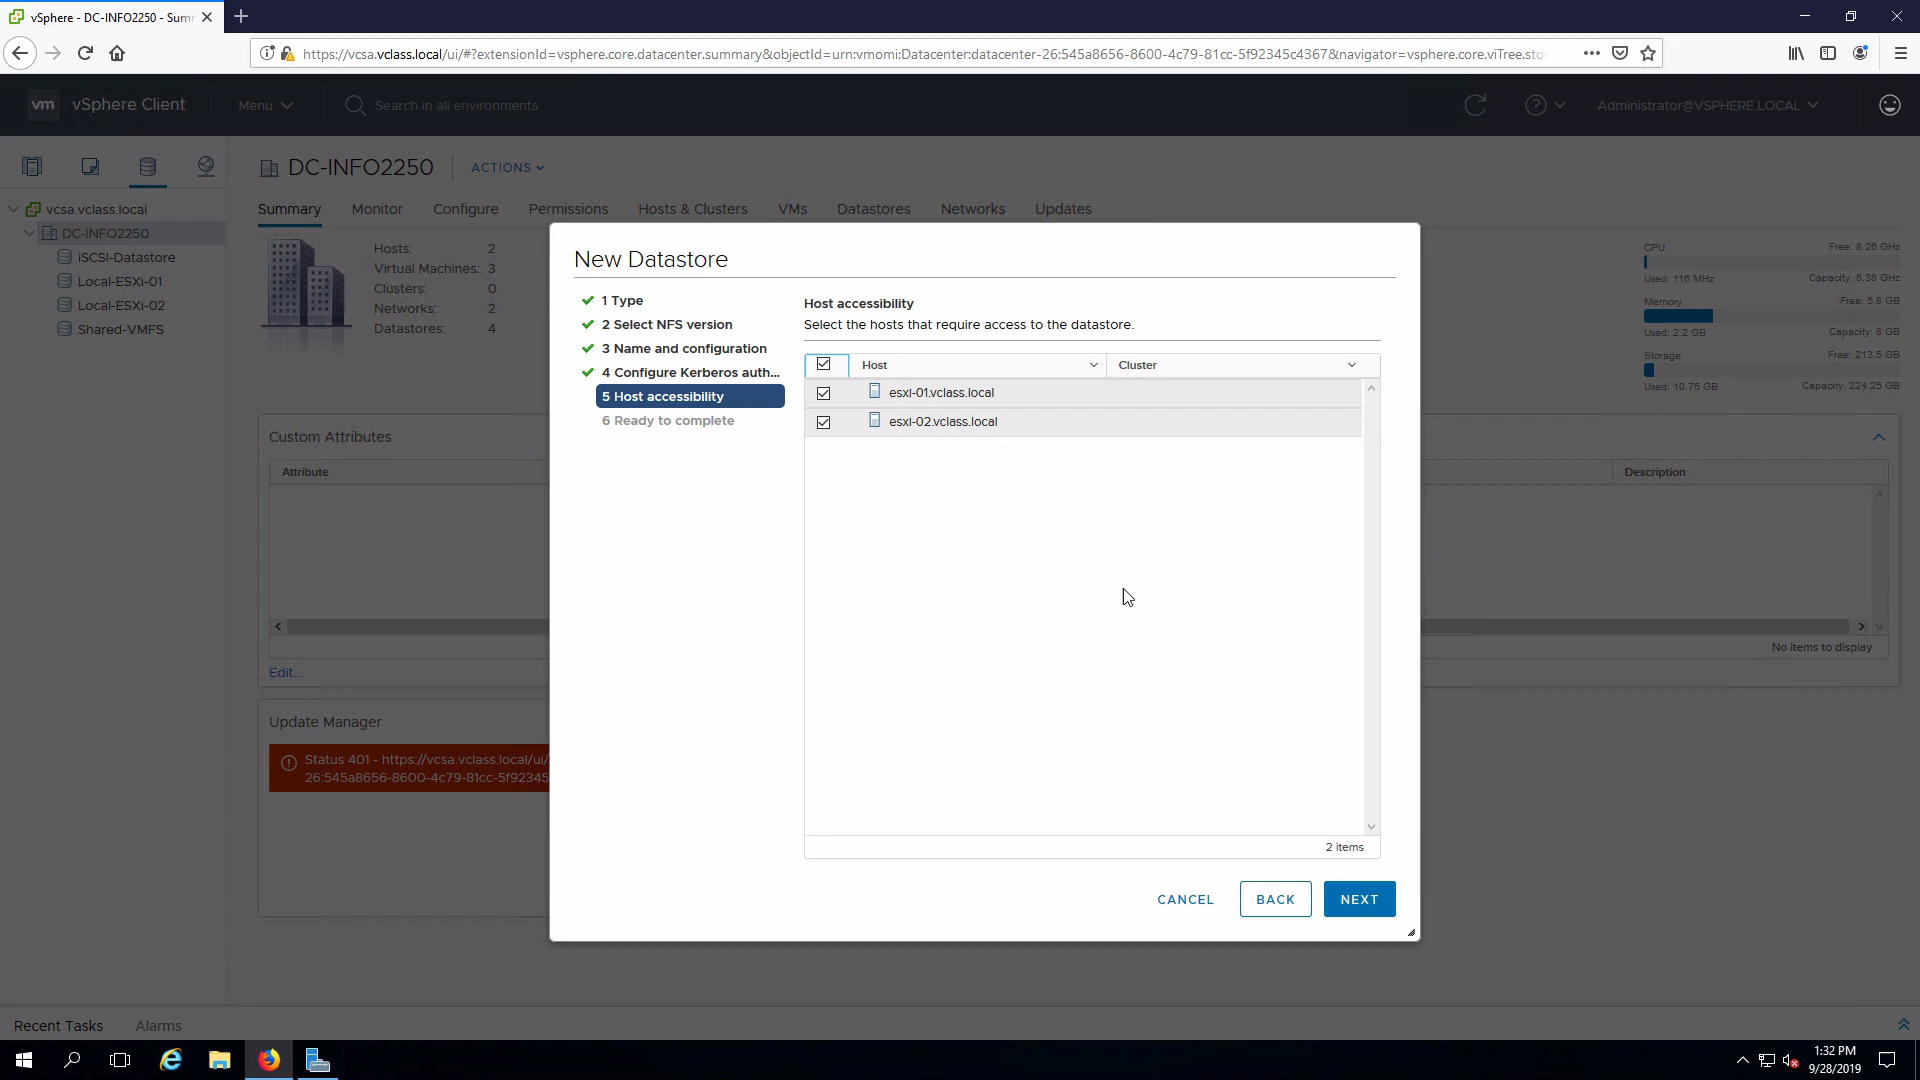 vSphere - DC-INFO2250 - Sum
https://vcsa.vclass.local/ui/#?extensionId=vsphere.core.datacenter.summary&objectId=urn:vmomi:Datacenter:datacenter-26:545a8656-8600-4c79-81cc-5f92345c4367&navigator=vsphere.core.viTree.sto
vm vSphere Client
Menu
Search in all environments
Administrator@VSPHERE.LOCAL
DC-INFO2250
ACTIONS
Summary
Monitor
Configure
Permissions
Hosts & Clusters
VMs
Datastores
Networks
Updates
vcsa.vclass.local
DC-INFO2250
iSCSI-Datastore
Local-ESXi-01
Local-ESXi-02
Shared-VMFS
Hosts: 2
Virtual Machines: 3
Clusters: 0
Networks: 2
Datastores: 4
CPU Free: 8.26 GHz
Used: 116 MHz Capacity: 8.38 GHz
Memory Free: 5.8 GB
Used: 2.2 GB Capacity: 8 GB
Storage Free: 213.5 GB
Used: 10.75 GB Capacity: 224.25 GB
Custom Attributes
Attribute
Description
No items to display
Edit...
Update Manager
Status 401 - https://vcsa.vclass.local/ui/
26:545a8656-8600-4c79-81cc-5f92345
New Datastore
1 Type
2 Select NFS version
3 Name and configuration
4 Configure Kerberos auth...
5 Host accessibility
6 Ready to complete
Host accessibility
Select the hosts that require access to the datastore.
Host
Cluster
esxi-01.vclass.local
esxi-02.vclass.local
2 items
CANCEL
BACK
NEXT
Recent Tasks
Alarms
1:32 PM
9/28/2019